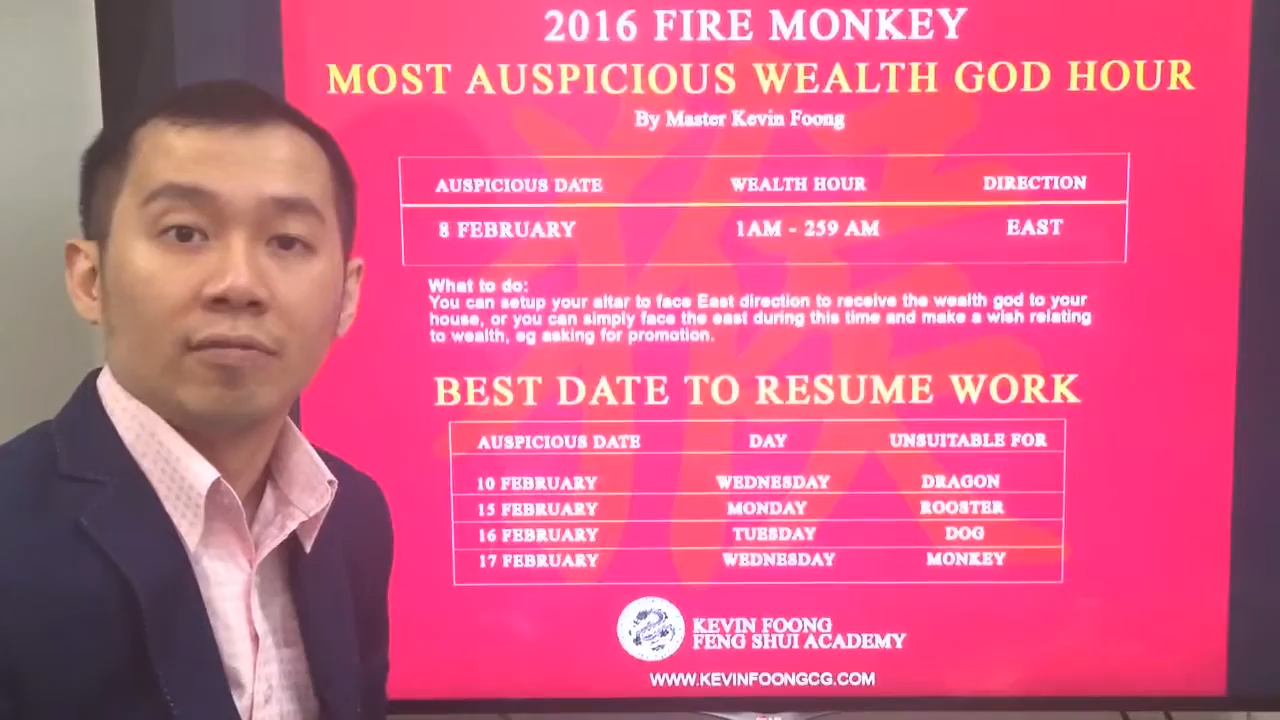 2016 FIRE MONKEY
MOST AUSPICIOUS WEALTH GOD HOUR
By Master Kevin Foong
AUSPICIOUS DATE WEALTH HOUR DIRECTION
8 FEBRUARY 1AM - 259 AM EAST
What to do:
You can setup your altar to face East direction to receive the wealth god to your
house, or you can simply face the east during this time and make a wish relating
to wealth, eg asking for promotion.
BEST DATE TO RESUME WORK
AUSPICIOUS DATE DAY UNSUITABLE FOR
10 FEBRUARY WEDNESDAY DRAGON
15 FEBRUARY MONDAY ROOSTER
16 FEBRUARY TUESDAY DOG
17 FEBRUARY WEDNESDAY MONKEY
KEVIN FOONG
FENG SHUI ACADEMY
WWW.KEVINFOONGCG.COM